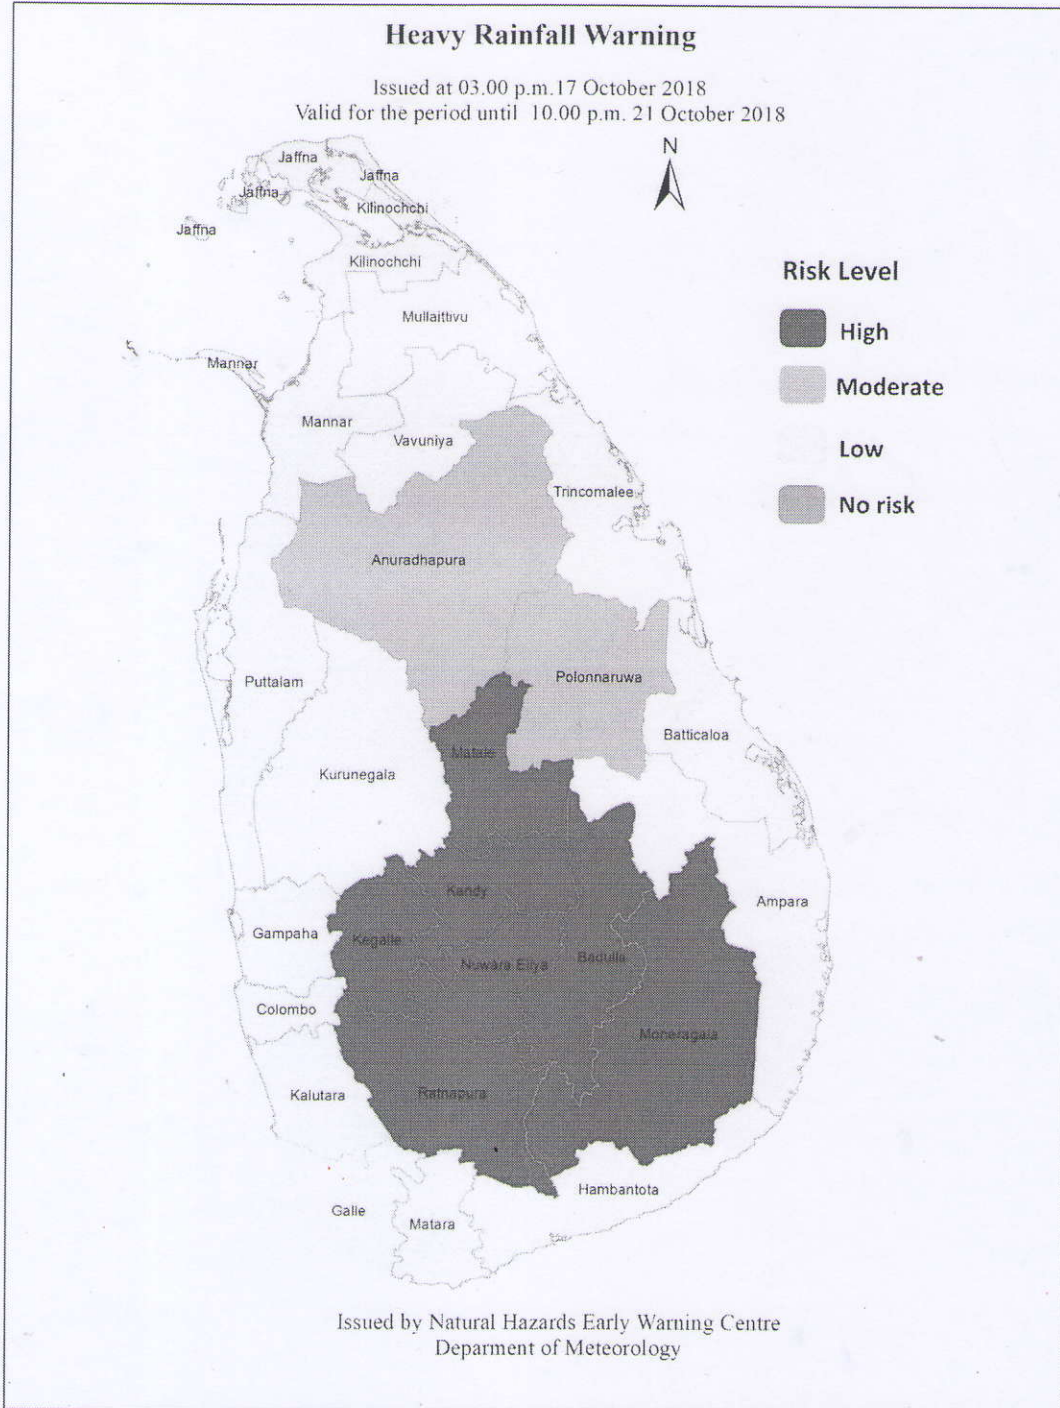 Heavy Rainfall Warning
Issued at 03.00 p.m.17 October 2018
Valid for the period until 10.00 p.m. 21 October 2018
N
Jaffna
Jaffna
Jaffna
Kilinochchi
Jaffna
Kilinochchi
Risk Level
Mullaittivu
High
Mannar
Moderate
Mannar
Vavuniya
Low
Trincomalee
No risk
Anuradhapura
Polonnaruwa
Puttalam
Batticaloa
Matale
Kurunegala
Kandy
Ampara
Gampaha
Kegalle
Badulla
Nuwara Eliya
Colombo
Moneragala
Kalutara
Ratnapura
Hambantota
Galle
Matara
Issued by Natural Hazards Early Warning Centre
Deparment of Meteorology